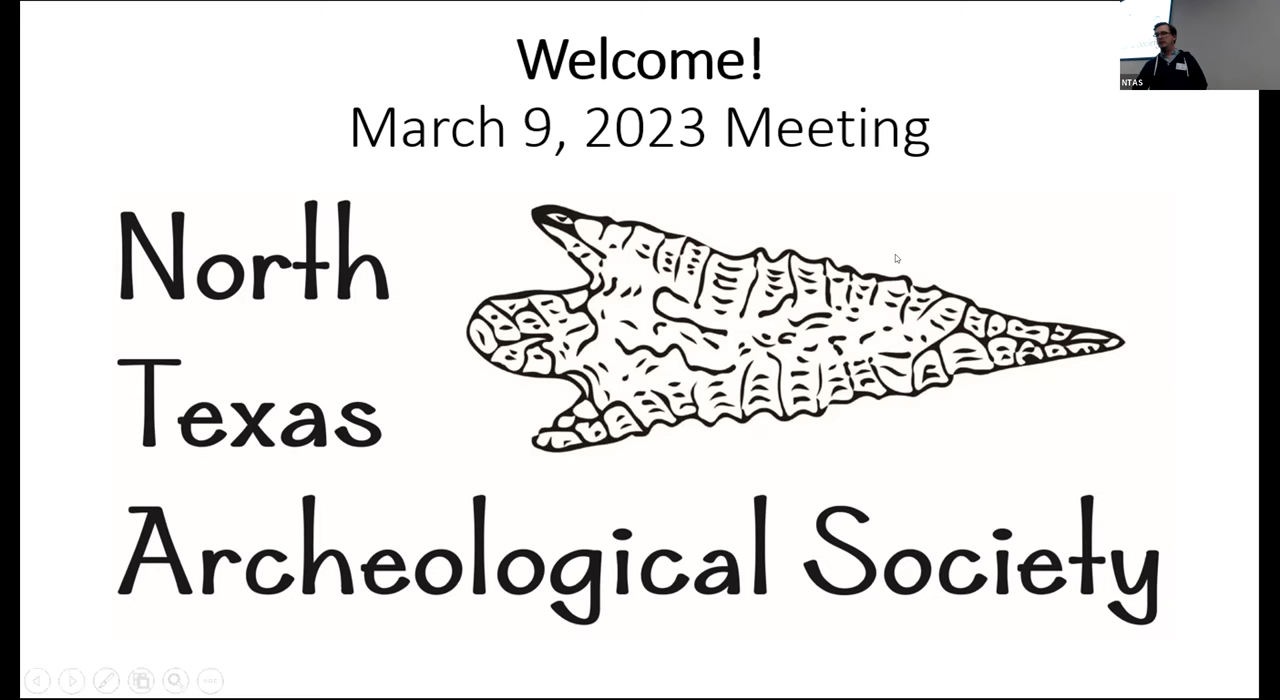 Welcome!
March 9, 2023 Meeting
NTAS
North
Texas
Archeological Society